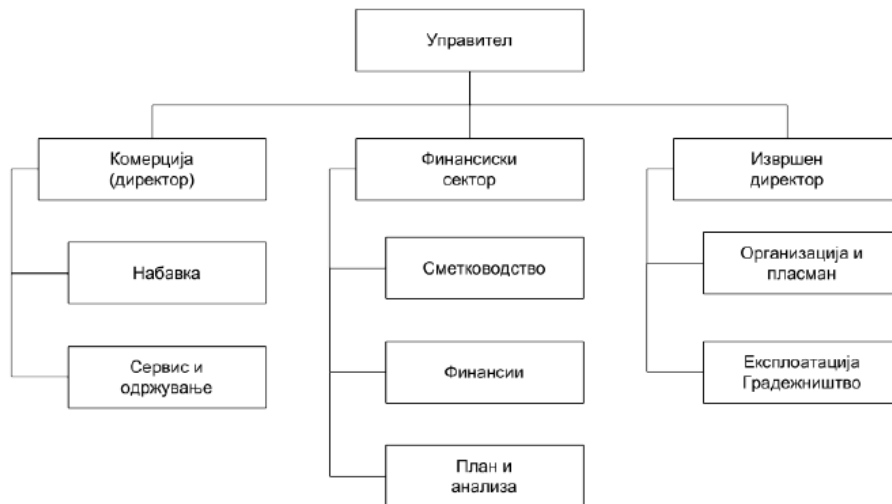 Управител
Комерција
(директор)
Финансиски
сектор
Извршен
директор
Набавка
Сметководство
Организација и
пласман
Сервис и
одржување
Финансии
Експлоатација
Градежништво
План и
анализа